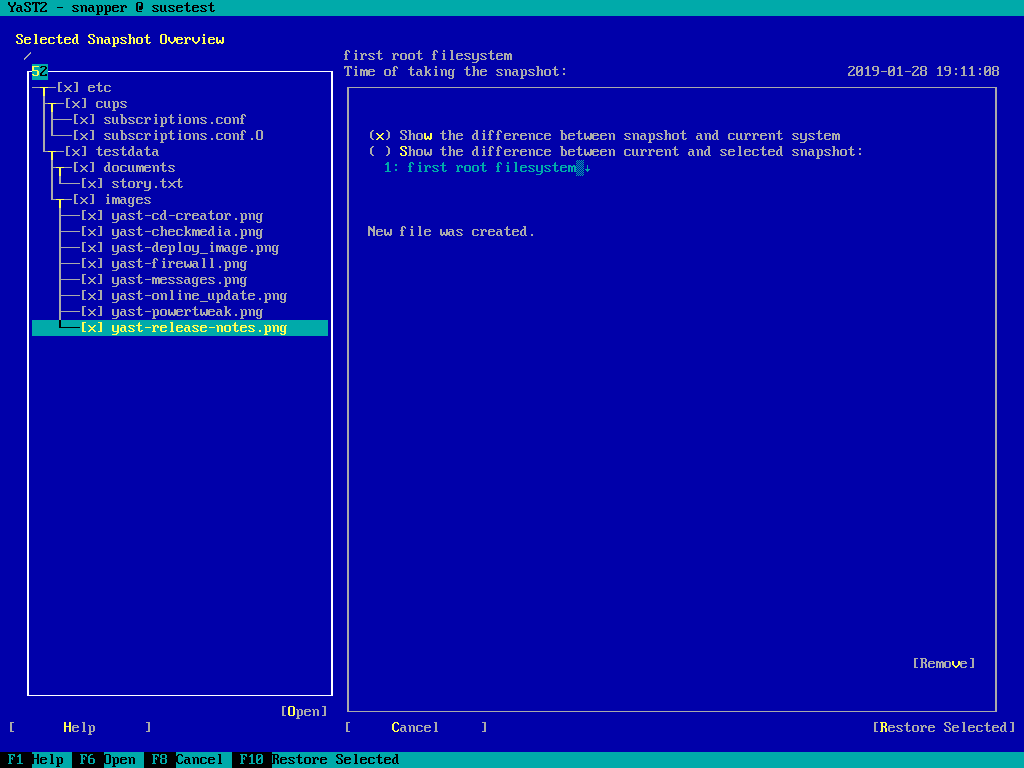 YaST2 - snapper @ susetest
Selected Snapshot Overview
/
first root filesystem
52
Time of taking the snapshot: 2019-01-28 19:11:08
[x] etc
[x] cups
[x] subscriptions.conf
[x] subscriptions.conf.O
[x] testdata
[x] documents
[x] story.txt
[x] images
[x] yast-cd-creator.png
[x] yast-checkmedia.png
[x] yast-deploy_image.png
[x] yast-firewall.png
[x] yast-messages.png
[x] yast-online_update.png
[x] yast-powertweak.png
[x] yast-release-notes.png
(x) Show the difference between snapshot and current system
( ) Show the difference between current and selected snapshot:
1: first root filesystem↓
New file was created.
[Remove]
[Open]
[ Help ] [ Cancel ] [Restore Selected]
F1 Help F6 Open F8 Cancel F10 Restore Selected